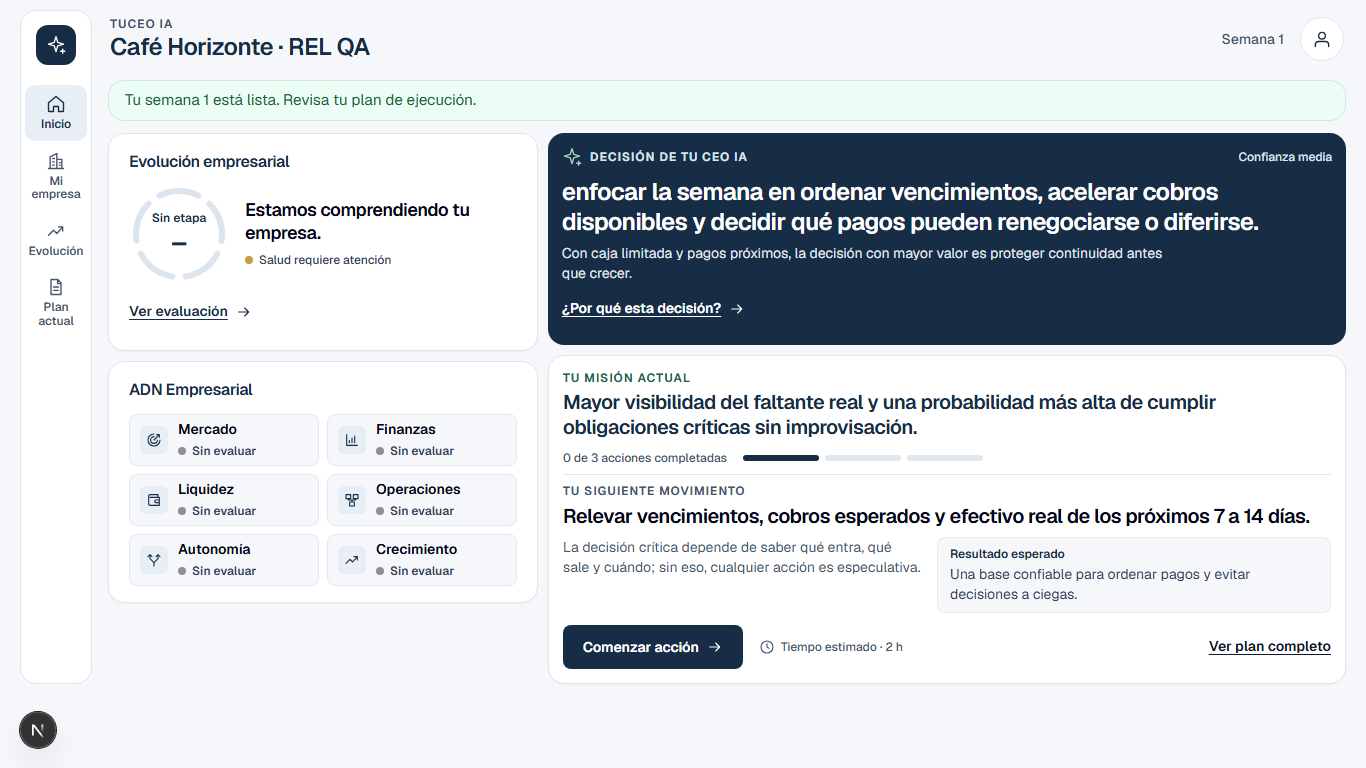 TUCEO IA
Café Horizonte · REL QA
Semana 1
Inicio
Mi
empresa
Evolución
Plan
actual
Tu semana 1 está lista. Revisa tu plan de ejecución.
Evolución empresarial
Sin etapa
–
Estamos comprendiendo tu
empresa.
Salud requiere atención
Ver evaluación →
ADN Empresarial
Mercado
Sin evaluar
Finanzas
Sin evaluar
Liquidez
Sin evaluar
Operaciones
Sin evaluar
Autonomía
Sin evaluar
Crecimiento
Sin evaluar
DECISIÓN DE TU CEO IA
Confianza media
enfocar la semana en ordenar vencimientos, acelerar cobros
disponibles y decidir qué pagos pueden renegociarse o diferirse.
Con caja limitada y pagos próximos, la decisión con mayor valor es proteger continuidad antes
que crecer.
¿Por qué esta decisión? →
TU MISIÓN ACTUAL
Mayor visibilidad del faltante real y una probabilidad más alta de cumplir
obligaciones críticas sin improvisación.
0 de 3 acciones completadas
TU SIGUIENTE MOVIMIENTO
Relevar vencimientos, cobros esperados y efectivo real de los próximos 7 a 14 días.
La decisión crítica depende de saber qué entra, qué
sale y cuándo; sin eso, cualquier acción es especulativa.
Resultado esperado
Una base confiable para ordenar pagos y evitar
decisiones a ciegas.
Comenzar acción →
Tiempo estimado · 2 h
Ver plan completo
N